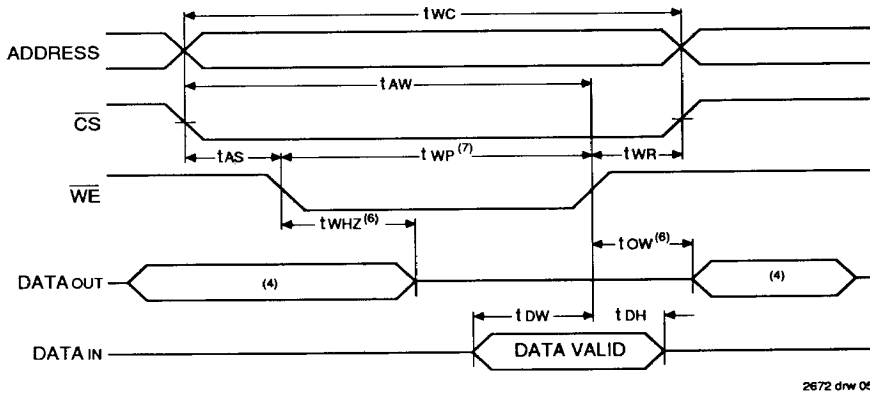 tWC
ADDRESS
tAW
CS
tAS
tWP(7)
tWR
WE
tWHZ(6)
tOW(6)
DATA OUT
(4)
(4)
tDW
tDH
DATA IN
DATA VALID
2672 drw 05